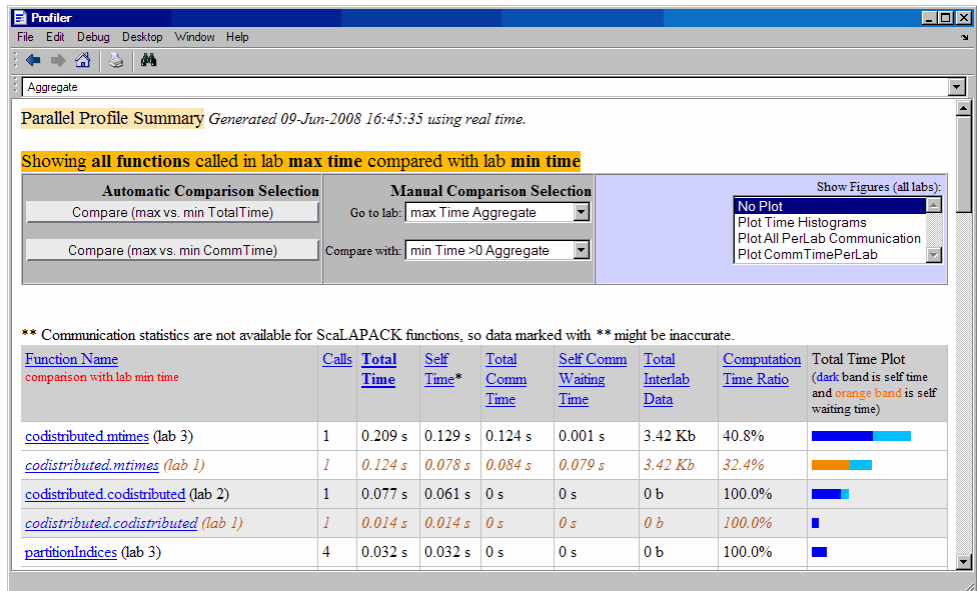 Profiler
File Edit Debug Desktop Window Help
Aggregate
Parallel Profile Summary Generated 09-Jun-2008 16:45:35 using real time.
Showing all functions called in lab max time compared with lab min time
Automatic Comparison Selection
Compare (max vs. min TotalTime)
Compare (max vs. min CommTime)
Manual Comparison Selection
Go to lab: max Time Aggregate
Compare with: min Time >0 Aggregate
Show Figures (all labs):
No Plot
Plot Time Histograms
Plot All PerLab Communication
Plot CommTimePerLab
** Communication statistics are not available for ScaLAPACK functions, so data marked with ** might be inaccurate.
Function Name
comparison with lab min time
Calls
Total
Time
Self
Time*
Total
Comm
Time
Self Comm
Waiting
Time
Total
Interlab
Data
Computation
Time Ratio
Total Time Plot
(dark band is self time
and orange band is self
waiting time)
codistributed.mtimes (lab 3) 1 0.209 s 0.129 s 0.124 s 0.001 s 3.42 Kb 40.8%
codistributed.mtimes (lab 1) 1 0.124 s 0.078 s 0.084 s 0.079 s 3.42 Kb 32.4%
codistributed.codistributed (lab 2) 1 0.077 s 0.061 s 0 s 0 s 0 b 100.0%
codistributed.codistributed (lab 1) 1 0.014 s 0.014 s 0 s 0 s 0 b 100.0%
partitionIndices (lab 3) 4 0.032 s 0.032 s 0 s 0 s 0 b 100.0%